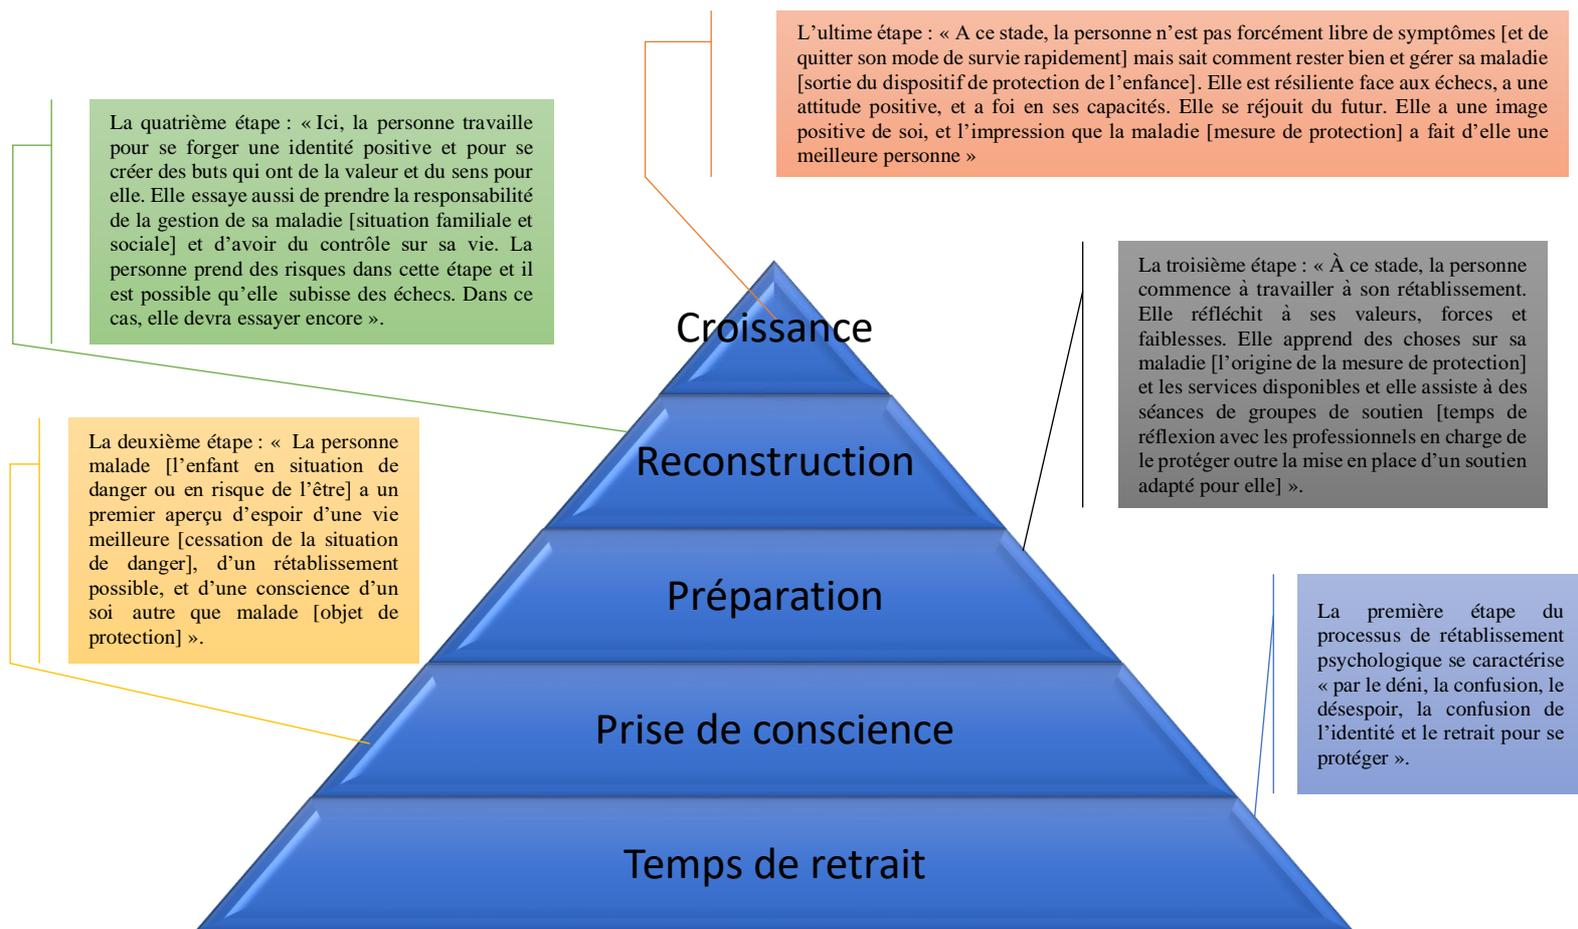 L’ultime étape : « A ce stade, la personne n’est pas forcément libre de symptômes [et de
quitter son mode de survie rapidement] mais sait comment rester bien et gérer sa maladie
[sortie du dispositif de protection de l’enfance]. Elle est résiliente face aux échecs, a une
attitude positive, et a foi en ses capacités. Elle se réjouit du futur. Elle a une image
positive de soi, et l’impression que la maladie [mesure de protection] a fait d’elle une
meilleure personne »
La quatrième étape : « Ici, la personne travaille
pour se forger une identité positive et pour se
créer des buts qui ont de la valeur et du sens pour
elle. Elle essaye aussi de prendre la responsabilité
de la gestion de sa maladie [situation familiale et
sociale] et d’avoir du contrôle sur sa vie. La
personne prend des risques dans cette étape et il
est possible qu’elle subisse des échecs. Dans ce
cas, elle devra essayer encore ».
La troisième étape : « À ce stade, la personne
commence à travailler à son rétablissement.
Elle réfléchit à ses valeurs, forces et
faiblesses. Elle apprend des choses sur sa
maladie [l’origine de la mesure de protection]
et les services disponibles et elle assiste à des
séances de groupes de soutien [temps de
réflexion avec les professionnels en charge de
le protéger outre la mise en place d’un soutien
adapté pour elle] ».
La deuxième étape : « La personne
malade [l’enfant en situation de
danger ou en risque de l’être] a un
premier aperçu d’espoir d’une vie
meilleure [cessation de la situation
de danger], d’un rétablissement
possible, et d’une conscience d’un
soi autre que malade [objet de
protection] ».
La première étape du
processus de rétablissement
psychologique se caractérise
« par le déni, la confusion, le
désespoir, la confusion de
l’identité et le retrait pour se
protéger ».
Croissance
Reconstruction
Préparation
Prise de conscience
Temps de retrait